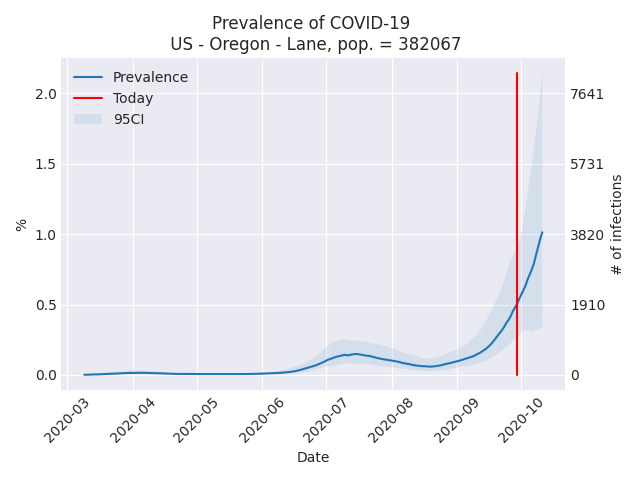 Prevalence of COVID-19
US - Oregon - Lane, pop. = 382067
Prevalence
Today
95CI
2.0
1.5
1.0
0.5
0.0
%
7641
5731
3820
1910
0
# of infections
2020-03
2020-04
2020-05
2020-06
2020-07
2020-08
2020-09
2020-10
Date